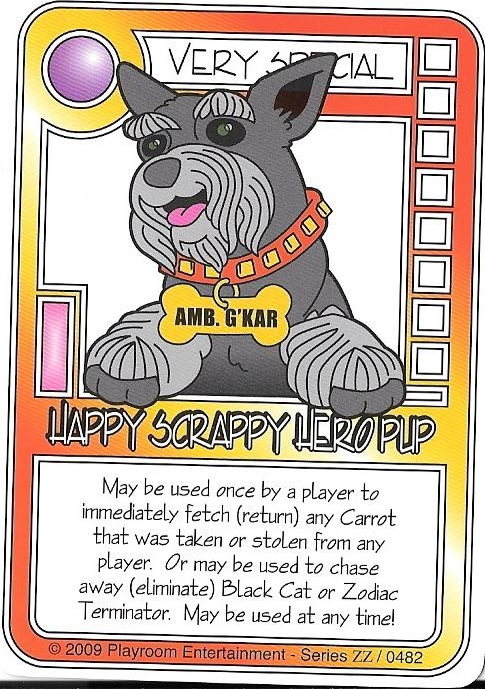 VERY SPECIAL
AMB. G'KAR
HAPPY SCRAPPY HERO PUP
May be used once by a player to
immediately fetch (return) any Carrot
that was taken or stolen from any
player. Or may be used to chase
away (eliminate) Black Cat or Zodiac
Terminator. May be used at any time!
© 2009 Playroom Entertainment - Series ZZ / 0482